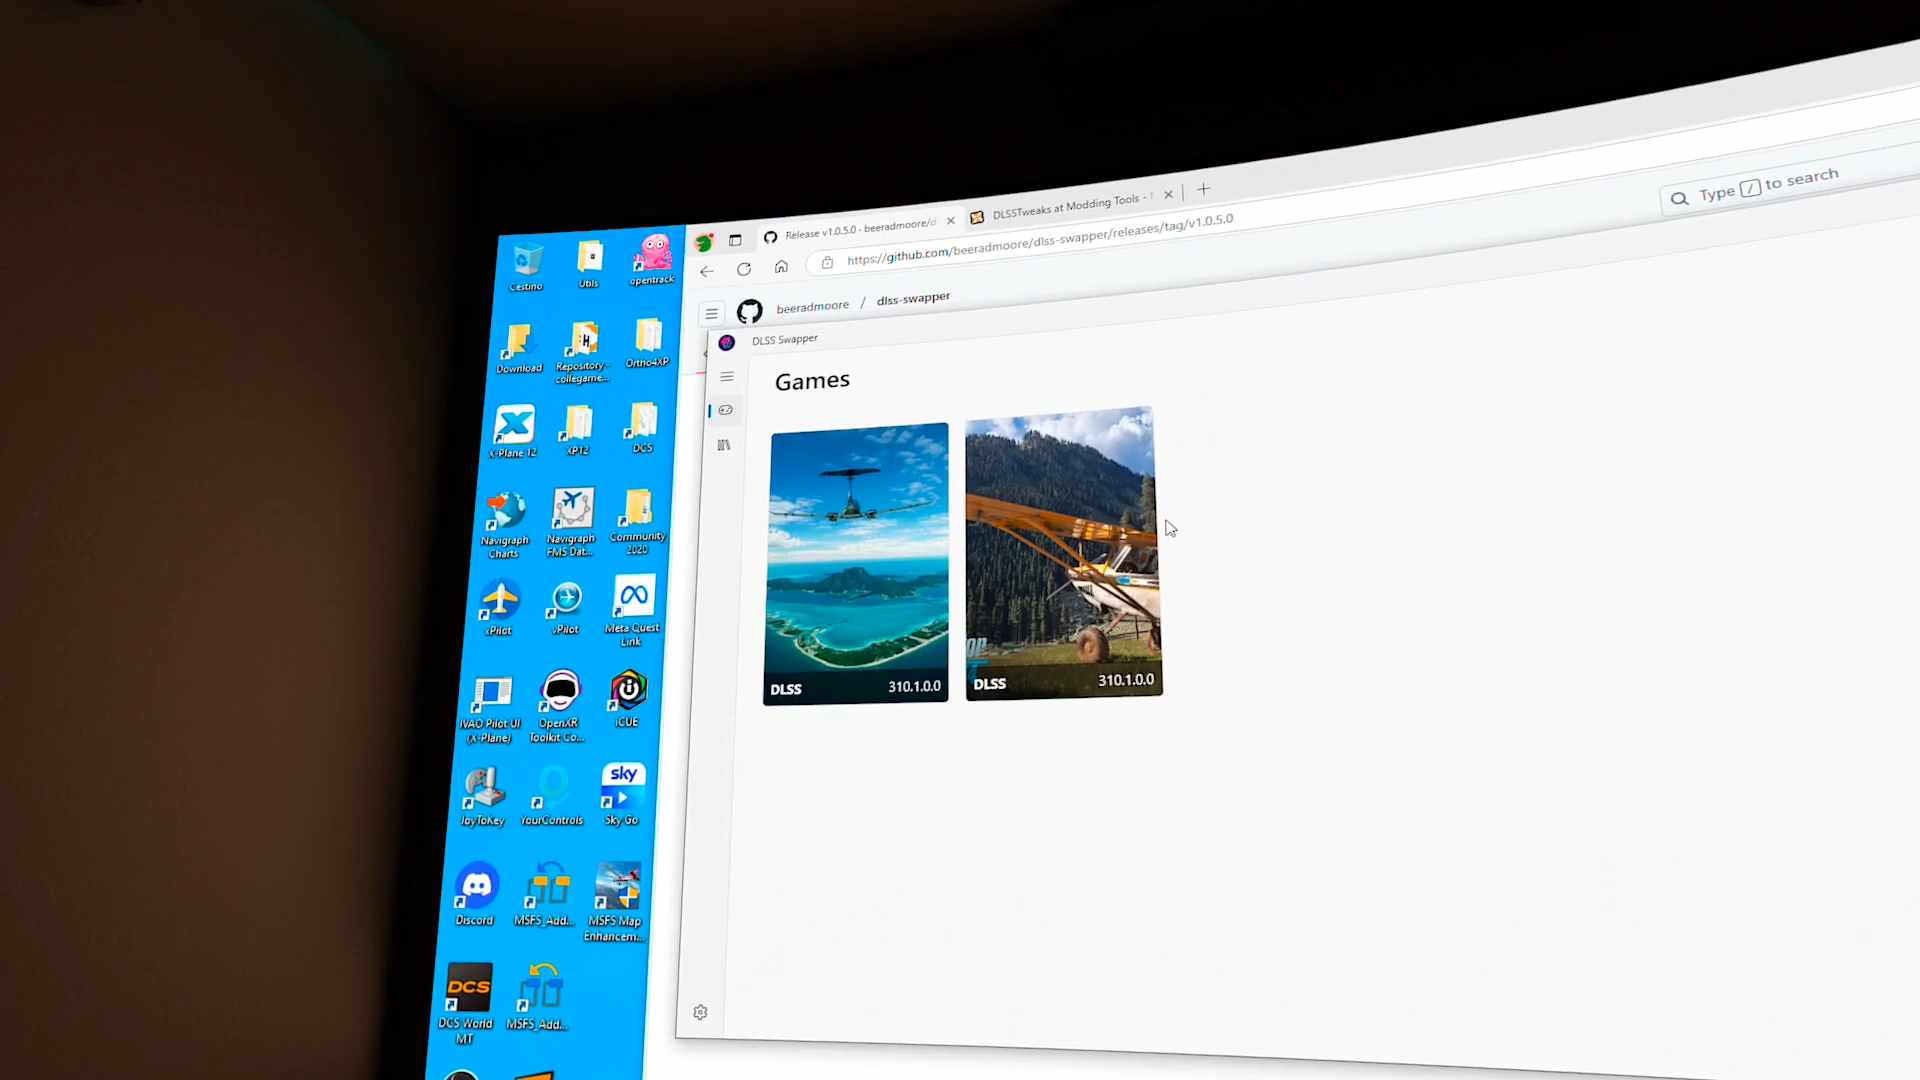 Release v1.0.5.0 - beeradmoore/d
DLSSTweaks at Modding Tools -
https://github.com/beeradmoore/dlss-swapper/releases/tag/v1.0.5.0
Type / to search
beeradmoore / dlss-swapper
DLSS Swapper
Games
DLSS 310.1.0.0
DLSS 310.1.0.0
Cestino
Utils
opentrack
Download
Repository -
collegame...
Ortho4XP
X-Plane 12
XP12
DCS
Navigraph
Charts
Navigraph
FMS Dat...
Community
2020
xPilot
vPilot
Meta Quest
Link
IVAO Pilot UI
(X-Plane)
OpenXR
Toolkit Co...
iCUE
JoyToKey
YourControls
sky
Sky Go
Discord
MSFS_Add...
MSFS Map
Enhancem...
DCS
DCS World
MT
MSFS_Add...